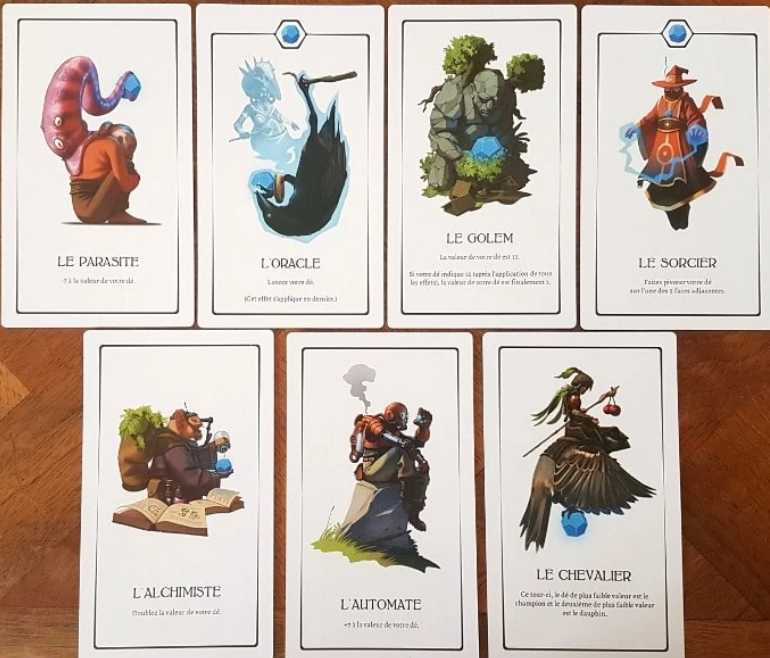 LE PARASITE
-7 à la valeur de votre dé.
L'ORACLE
Lancez votre dé.
(Cet effet s'applique en dernier.)
LE GOLEM
La valeur de votre dé est 12.
Si votre dé indique 12 (après l'application de tous
les effets), la valeur de votre dé est finalement 1.
LE SORCIER
Faites pivoter votre dé
sur l'une des 5 faces adjacentes.
L'ALCHIMISTE
Doublez la valeur de votre dé.
L'AUTOMATE
+7 à la valeur de votre dé.
LE CHEVALIER
Ce tour-ci, le dé de plus faible valeur est le
champion et le deuxième de plus faible valeur
est le dauphin.